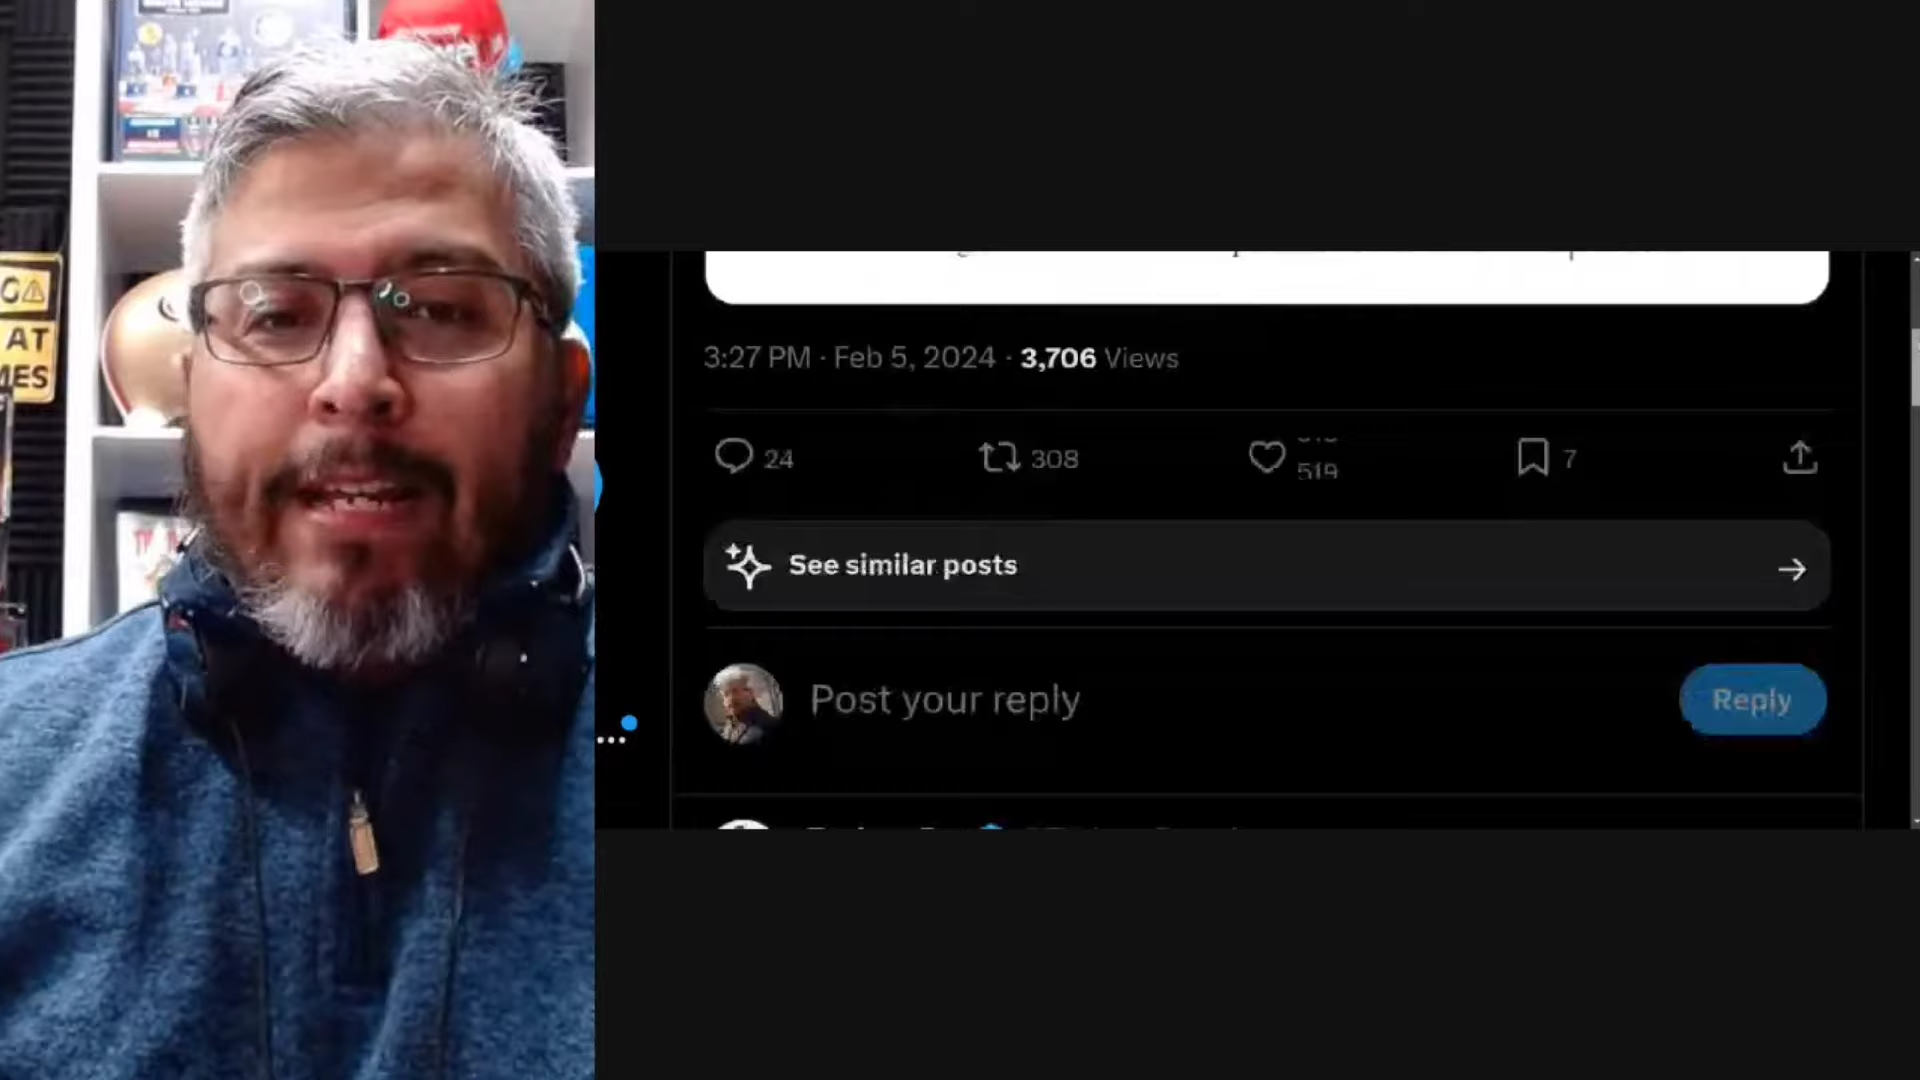 AT
3:27 PM · Feb 5, 2024 · 3,706 Views
24
308
519
7
See similar posts
Post your reply
Reply